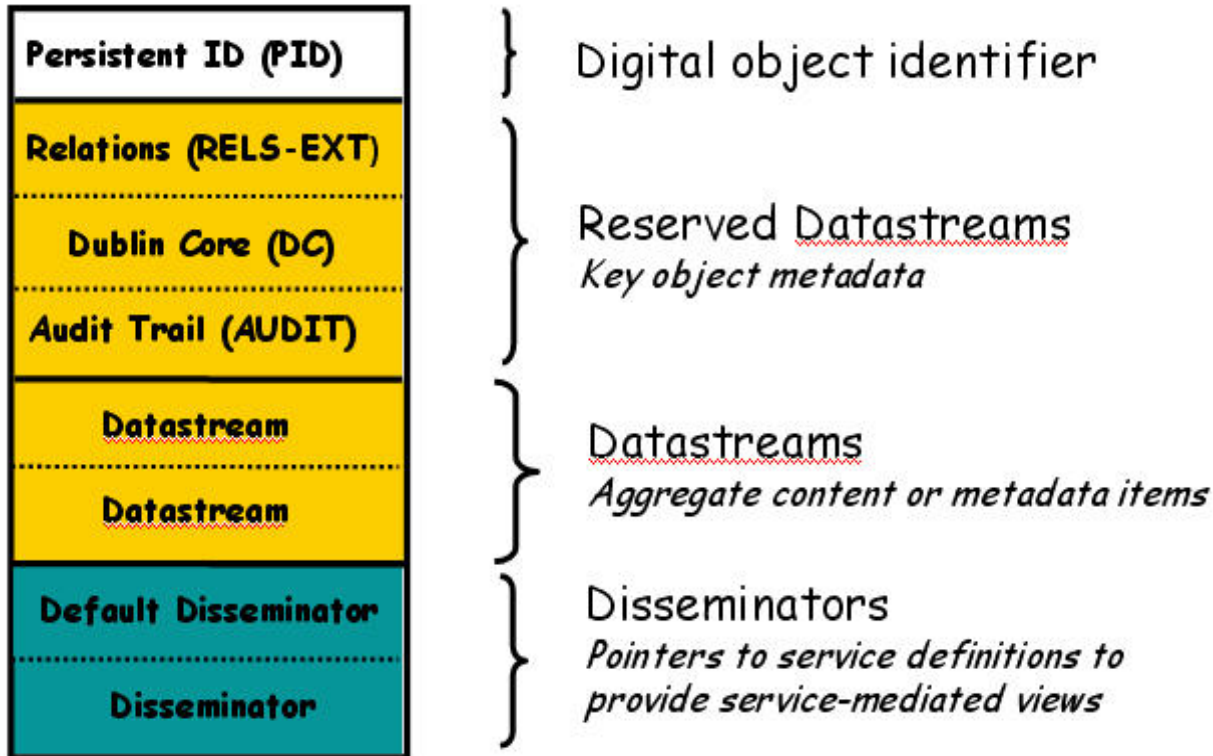 Persistent ID (PID)
Digital object identifier
Relations (RELS-EXT)
Dublin Core (DC)
Audit Trail (AUDIT)
Reserved Datastreams
Key object metadata
Datastream
Datastream
Datastreams
Aggregate content or metadata items
Default Disseminator
Disseminator
Disseminators
Pointers to service definitions to
provide service-mediated views